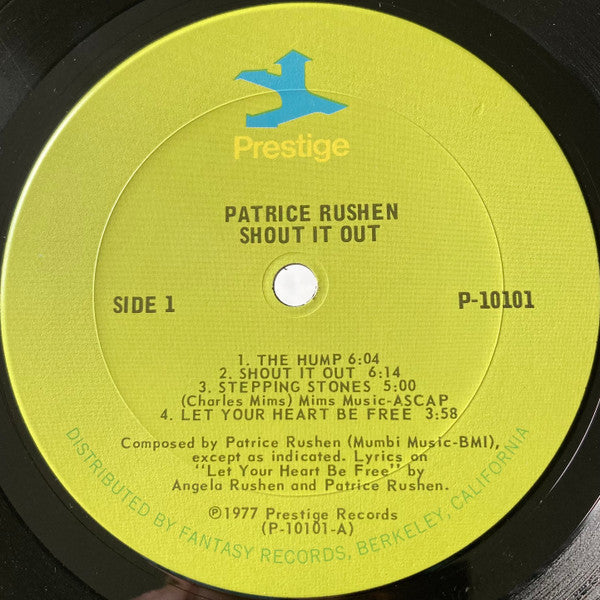 Prestige
PATRICE RUSHEN
SHOUT IT OUT
SIDE 1
P-10101
1. THE HUMP 6:04
2. SHOUT IT OUT 6:14
3. STEPPING STONES 5:00
(Charles Mims) Mims Music-ASCAP
4. LET YOUR HEART BE FREE 3:58
Composed by Patrice Rushen (Mumbi Music-BMI),
except as indicated. Lyrics on
"Let Your Heart Be Free" by
Angela Rushen and Patrice Rushen.
℗1977 Prestige Records
(P-10101-A)
DISTRIBUTED BY FANTASY RECORDS, BERKELEY, CALIFORNIA